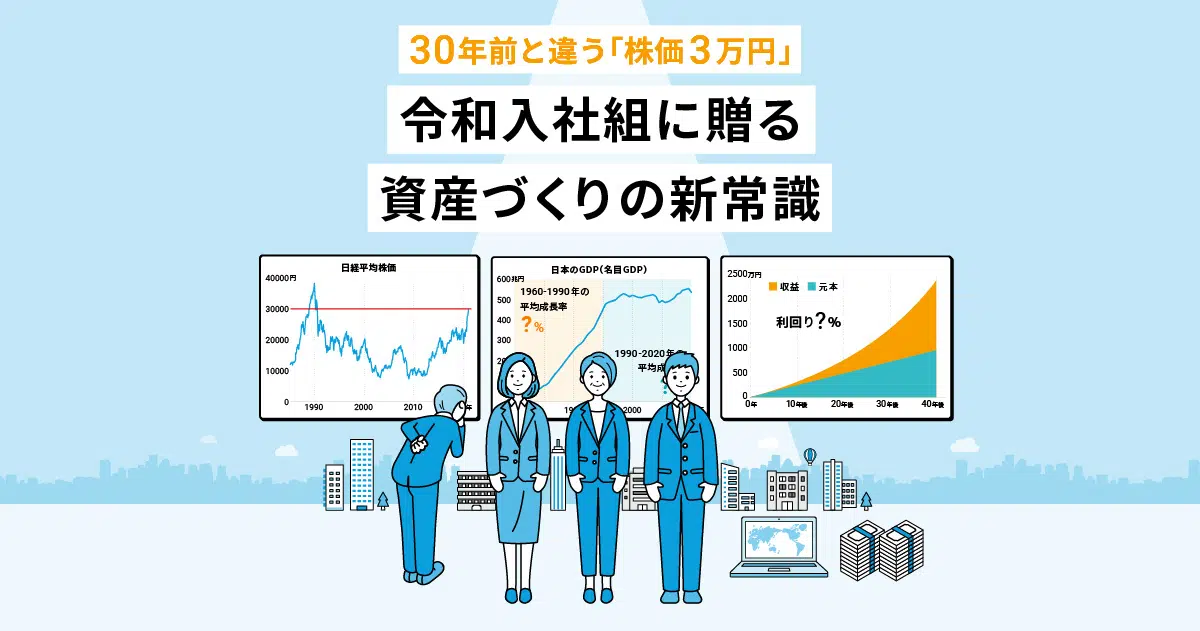 30年前と違う「株価3万円」
令和入社組に贈る
資産づくりの新常識
日経平均株価
40000円
30000
20000
10000
0
1990
2000
2010
年
日本のGDP（名目GDP）
600兆円
500
400
300
1960-1990年の
平均成長率
?%
1990-2020年の
平均成
?
2000
2500万円
2000
1500
1000
500
0
収益
元本
利回り?%
0年
10年後
20年後
30年後
40年後